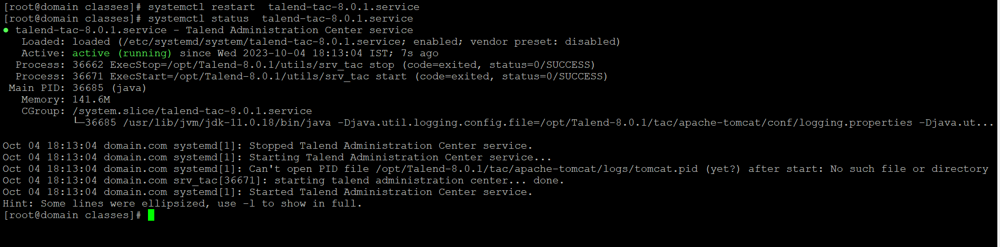 [root@domain classes]# systemctl restart  talend-tac-8.0.1.service
[root@domain classes]# systemctl status  talend-tac-8.0.1.service
● talend-tac-8.0.1.service - Talend Administration Center service
   Loaded: loaded (/etc/systemd/system/talend-tac-8.0.1.service; enabled; vendor preset: disabled)
   Active: active (running) since Wed 2023-10-04 18:13:04 IST; 7s ago
  Process: 36662 ExecStop=/opt/Talend-8.0.1/utils/srv_tac stop (code=exited, status=0/SUCCESS)
  Process: 36671 ExecStart=/opt/Talend-8.0.1/utils/srv_tac start (code=exited, status=0/SUCCESS)
 Main PID: 36685 (java)
   Memory: 141.6M
   CGroup: /system.slice/talend-tac-8.0.1.service
           └─36685 /usr/lib/jvm/jdk-11.0.18/bin/java -Djava.util.logging.config.file=/opt/Talend-8.0.1/tac/apache-tomcat/conf/logging.properties -Djava.ut...
Oct 04 18:13:04 domain.com systemd[1]: Stopped Talend Administration Center service.
Oct 04 18:13:04 domain.com systemd[1]: Starting Talend Administration Center service...
Oct 04 18:13:04 domain.com systemd[1]: Can't open PID file /opt/Talend-8.0.1/tac/apache-tomcat/logs/tomcat.pid (yet?) after start: No such file or directory
Oct 04 18:13:04 domain.com srv_tac[36671]: starting talend administration center... done.
Oct 04 18:13:04 domain.com systemd[1]: Started Talend Administration Center service.
Hint: Some lines were ellipsized, use -l to show in full.
[root@domain classes]#